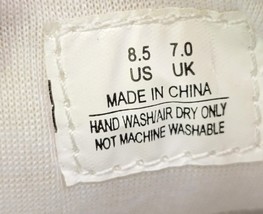 8.5 7.0
US UK
MADE IN CHINA
HAND WASH/AIR DRY ONLY
NOT MACHINE WASHABLE